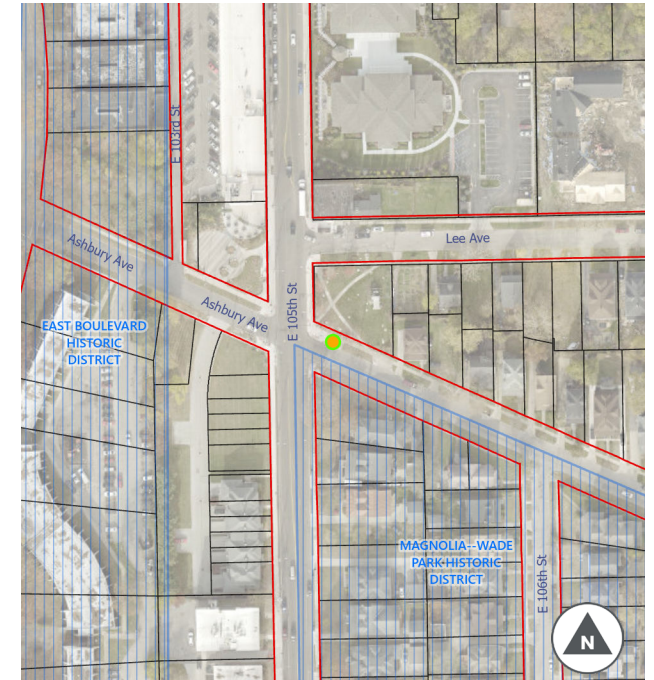 E 103rd St
Lee Ave
Ashbury Ave
Ashbury Ave
E 105th St
EAST BOULEVARD
HISTORIC
DISTRICT
MAGNOLIA--WADE
PARK HISTORIC
DISTRICT
E 106th St
N